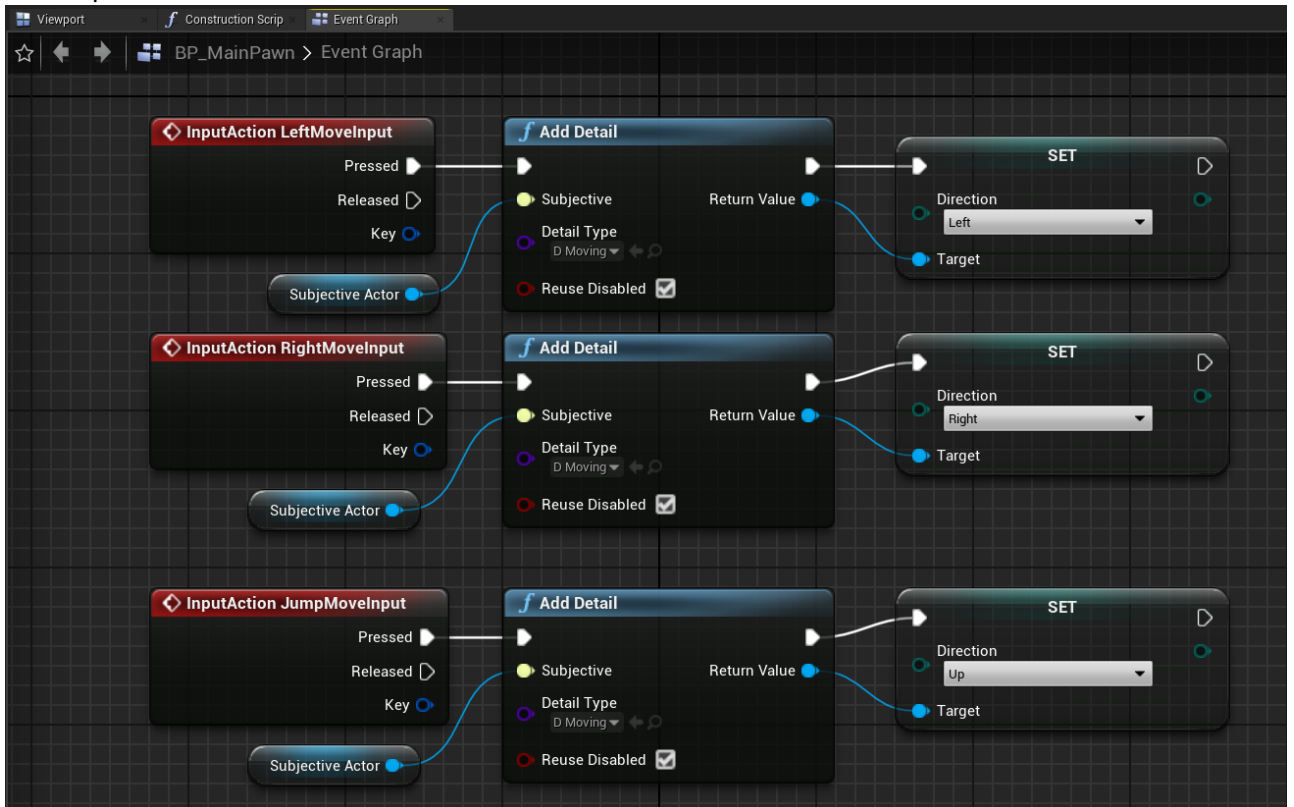 Viewport
Construction Scrip
Event Graph
BP_MainPawn > Event Graph
InputAction LeftMoveInput
Pressed
Released
Key
Subjective Actor
Add Detail
Subjective
Return Value
Detail Type
D Moving
Reuse Disabled
SET
Direction
Left
Target
InputAction RightMoveInput
Pressed
Released
Key
Subjective Actor
Add Detail
Subjective
Return Value
Detail Type
D Moving
Reuse Disabled
SET
Direction
Right
Target
InputAction JumpMoveInput
Pressed
Released
Key
Subjective Actor
Add Detail
Subjective
Return Value
Detail Type
D Moving
Reuse Disabled
SET
Direction
Up
Target